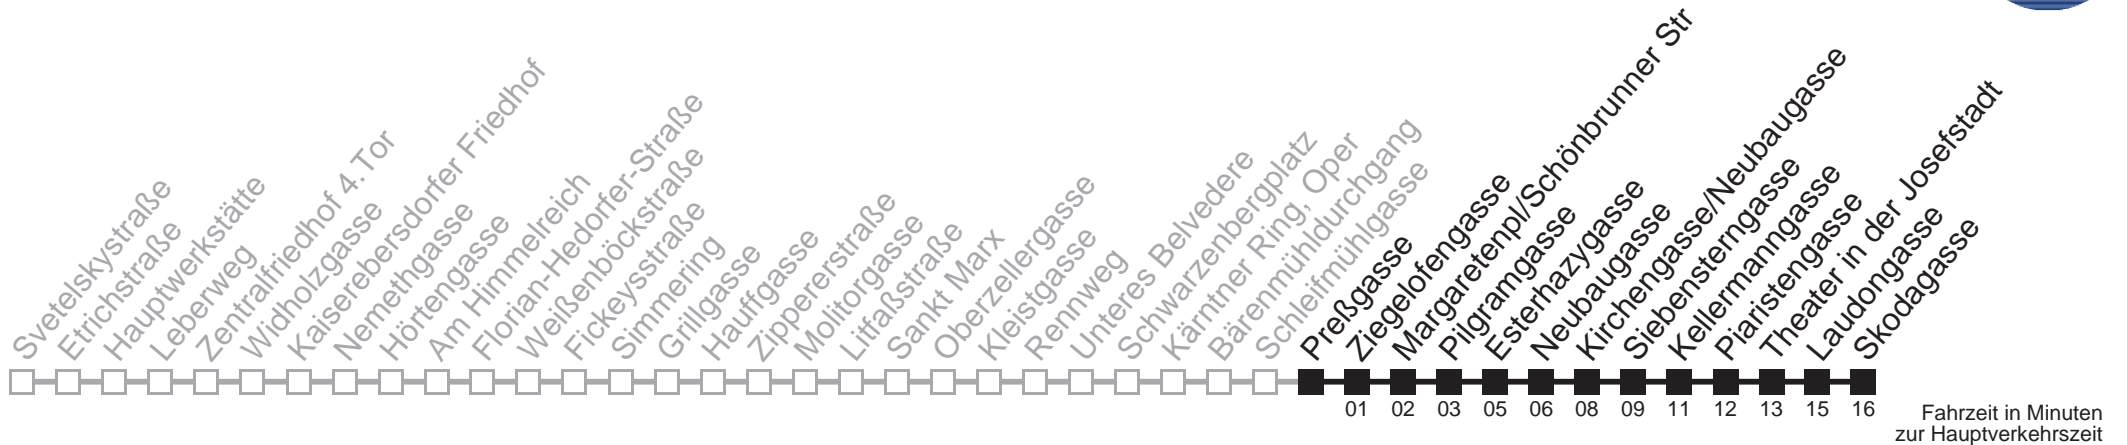 Svetelskystraße
Etrichstraße
Hauptwerkstätte
Leberweg
Zentralfriedhof 4.Tor
Widholzgasse
Kaiserebersdorfer Friedhof
Nemethgasse
Hörtengasse
Am Himmelreich
Florian-Hedorfer-Straße
Weißenböckstraße
Fickeysstraße
Simmering
Grillgasse
Hauffgasse
Zippererstraße
Molitorgasse
Litfaßstraße
Sankt Marx
Oberzellergasse
Kleistgasse
Rennweg
Unteres Belvedere
Schwarzenbergplatz
Kärntner Ring, Oper
Bärenmühldurchgang
Schleifmühlgasse
Preßgasse
Ziegelofengasse
Margaretenpl/Schönbrunner Str
Pilgramgasse
Esterhazygasse
Neubaugasse
Kirchengasse/Neubaugasse
Siebensterngasse
Kellermanngasse
Piaristengasse
Theater in der Josefstadt
Laudongasse
Skodagasse
01 02 03 05 06 08 09 11 12 13 15 16
Fahrzeit in Minuten
zur Hauptverkehrszeit